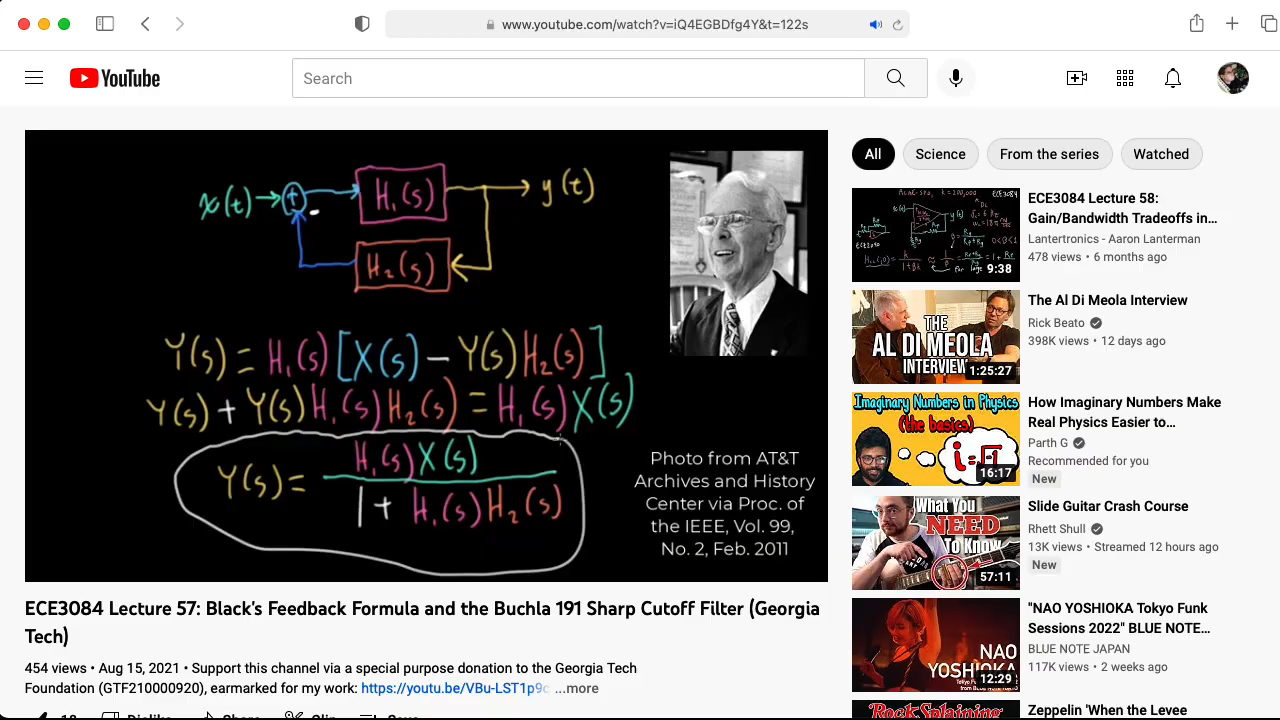 www.youtube.com/watch?v=iQ4EGBDfg4Y&t=122s
YouTube
Search
x(t)
+
-
H₁(s)
y(t)
H₂(s)
Y(s) = H₁(s) [X(s) - Y(s)H₂(s)]
Y(s) + Y(s)H₁(s)H₂(s) = H₁(s)X(s)
H₁(s)X(s)
Y(s) =
1 + H₁(s)H₂(s)
Photo from AT&T
Archives and History
Center via Proc. of
the IEEE, Vol. 99,
No. 2, Feb. 2011
ECE3084 Lecture 57: Black's Feedback Formula and the Buchla 191 Sharp Cutoff Filter (Georgia
Tech)
454 views • Aug 15, 2021 • Support this channel via a special purpose donation to the Georgia Tech
Foundation (GTF210000920), earmarked for my work: https://youtu.be/VBu-LST1p9c ...more
18 Dislike Share Clip Save
All Science From the series Watched
ECE3084
9:38
ECE3084 Lecture 58:
Gain/Bandwidth Tradeoffs in...
Lantertronics - Aaron Lanterman
478 views • 6 months ago
THE
AL DI MEOLA
INTERVIEW
1:25:27
The Al Di Meola Interview
Rick Beato
398K views • 12 days ago
Imaginary Numbers in Physics
(the basics)
i=√-1
16:17
How Imaginary Numbers Make
Real Physics Easier to...
Parth G
Recommended for you
New
What You
NEED
To Know
57:11
Slide Guitar Crash Course
Rhett Shull
13K views • Streamed 12 hours ago
New
NAO
YOSHIOKA
12:29
"NAO YOSHIOKA Tokyo Funk
Sessions 2022" BLUE NOTE...
BLUE NOTE JAPAN
117K views • 2 weeks ago
Rock Splaining
Zeppelin 'When the Levee